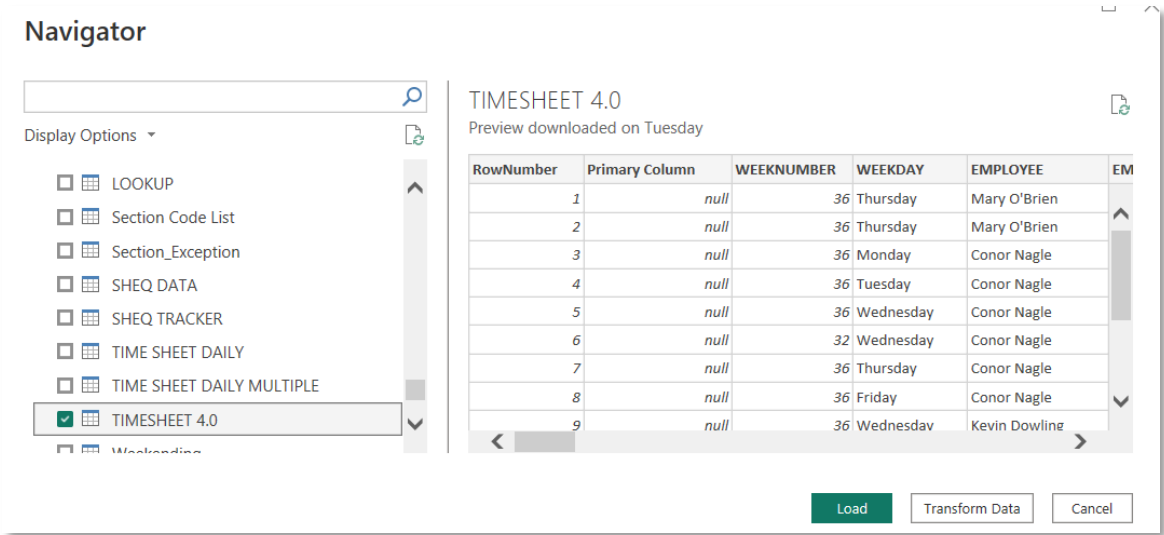 Navigator
Display Options
LOOKUP
Section Code List
Section_Exception
SHEQ DATA
SHEQ TRACKER
TIME SHEET DAILY
TIME SHEET DAILY MULTIPLE
TIMESHEET 4.0
Weekending
TIMESHEET 4.0
Preview downloaded on Tuesday
RowNumber Primary Column WEEKNUMBER WEEKDAY EMPLOYEE EM
1 null 36 Thursday Mary O'Brien
2 null 36 Thursday Mary O'Brien
3 null 36 Monday Conor Nagle
4 null 36 Tuesday Conor Nagle
5 null 36 Wednesday Conor Nagle
6 null 32 Wednesday Conor Nagle
7 null 36 Thursday Conor Nagle
8 null 36 Friday Conor Nagle
9 null 36 Wednesday Kevin Dowling
Load Transform Data Cancel